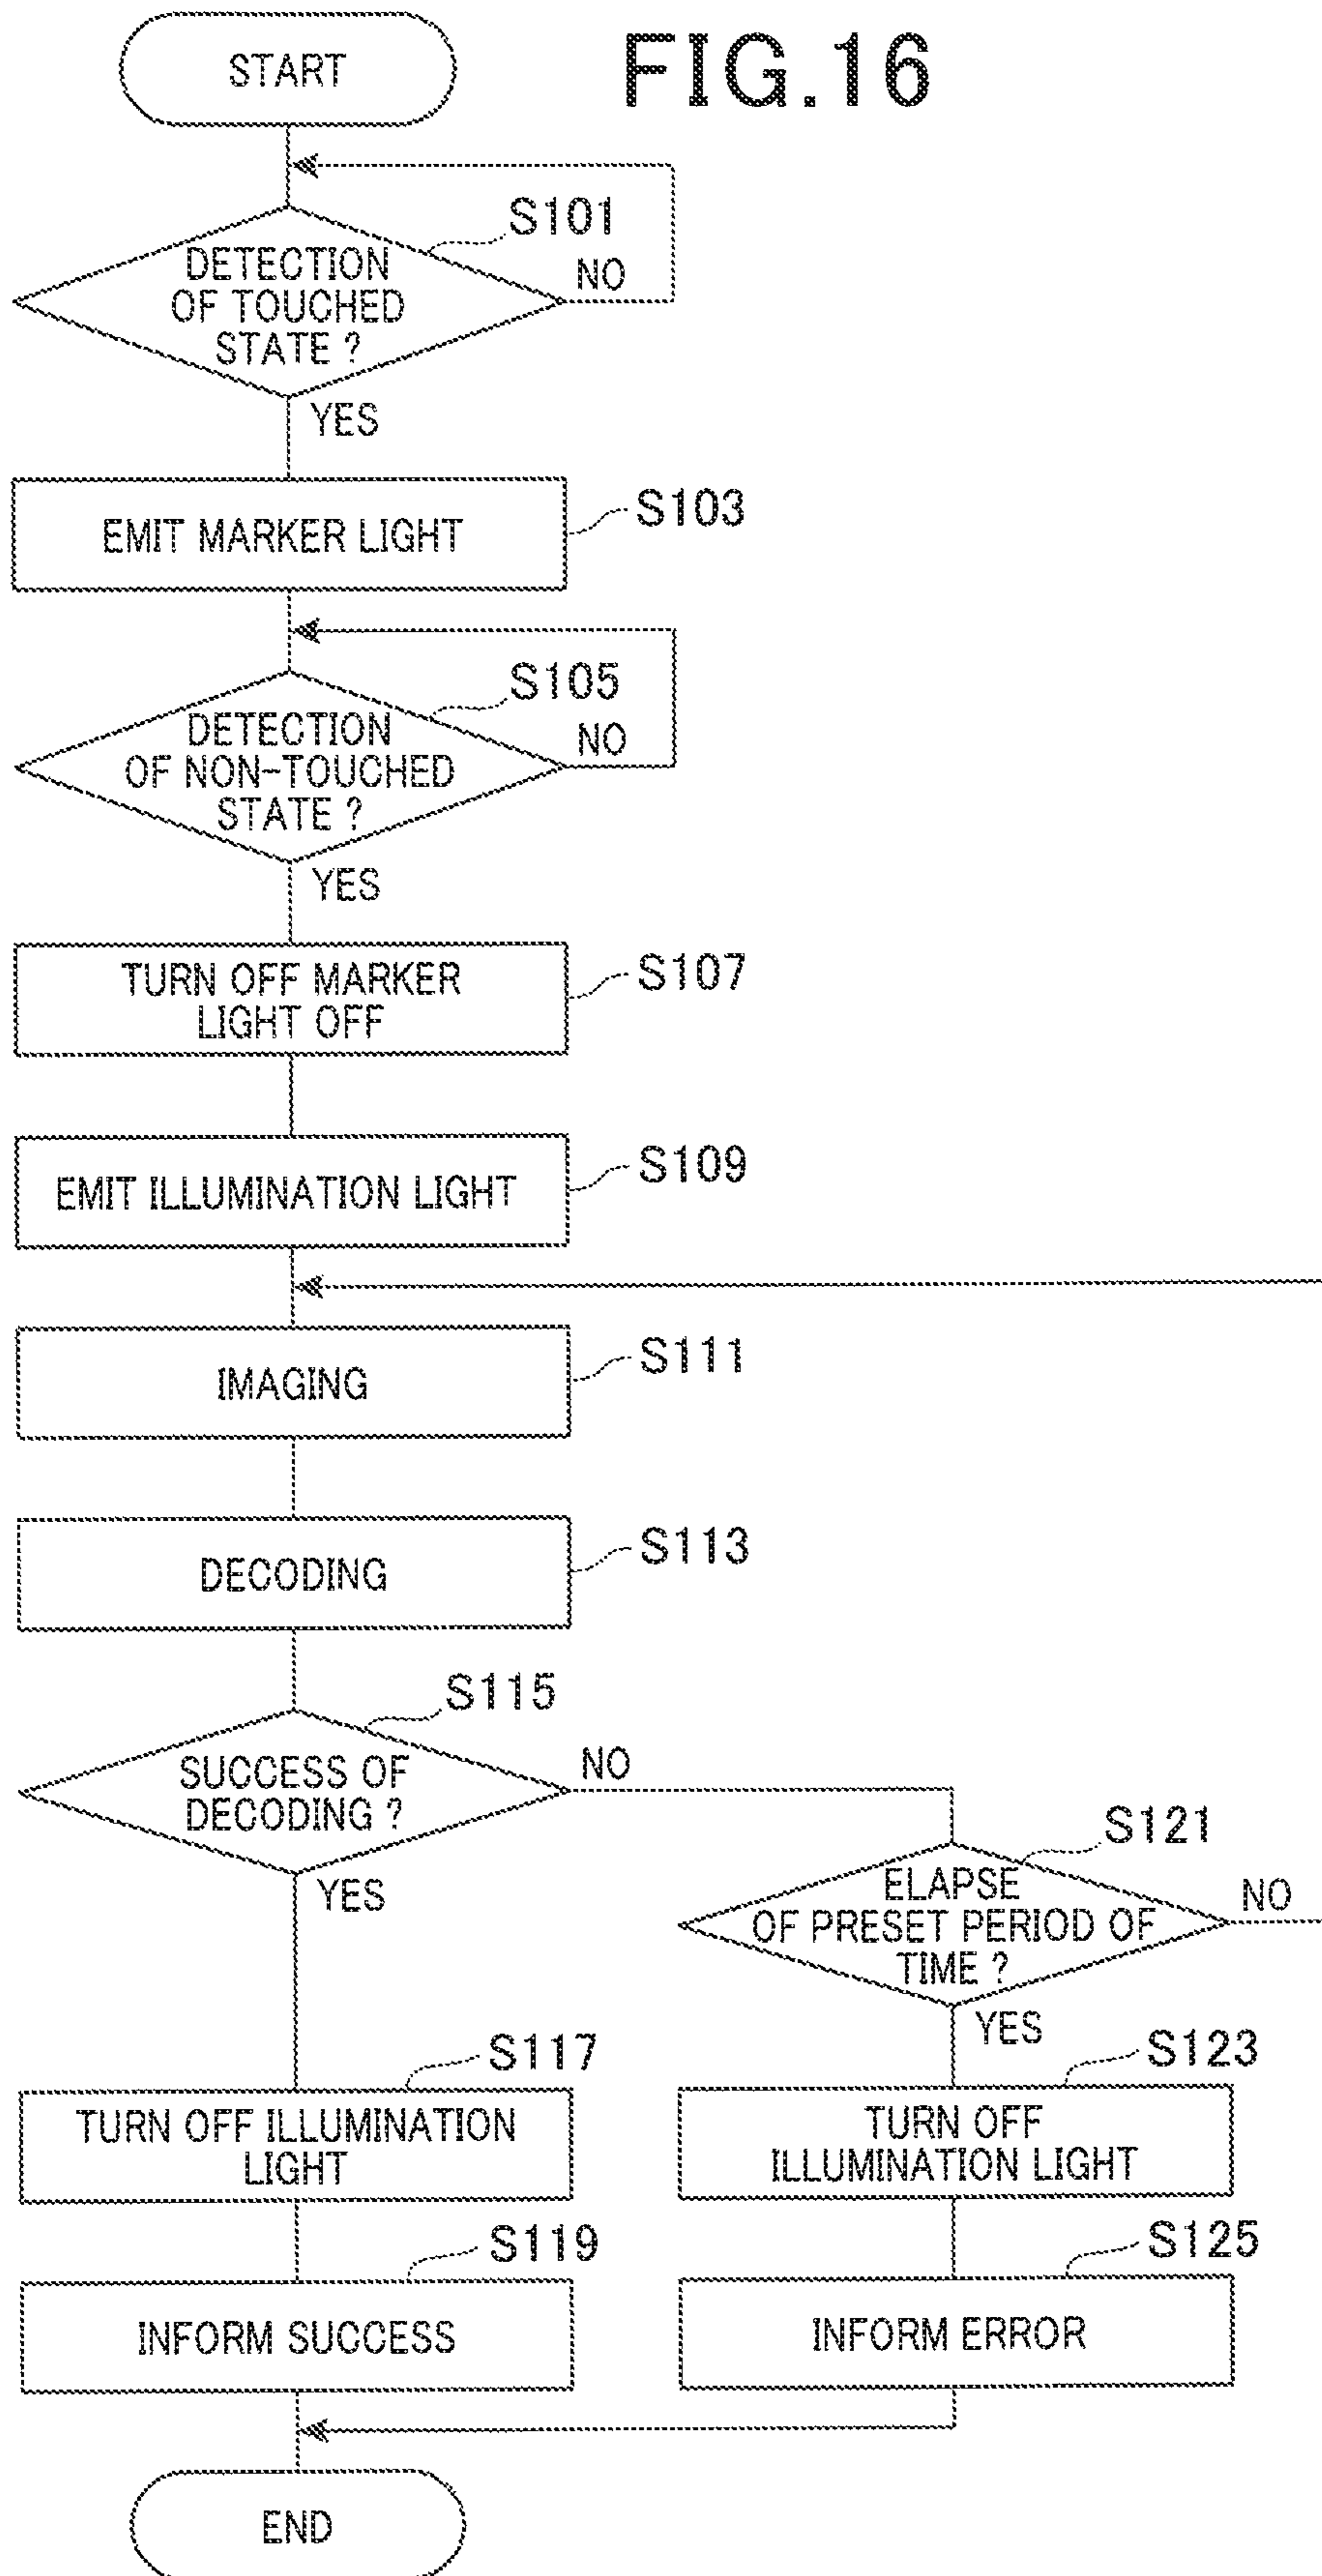 FIG.16
START
S101
DETECTION
OF TOUCHED
STATE ?
NO
YES
EMIT MARKER LIGHT
S103
S105
DETECTION
OF NON-TOUCHED
STATE ?
NO
YES
TURN OFF MARKER
LIGHT OFF
S107
EMIT ILLUMINATION LIGHT
S109
IMAGING
S111
DECODING
S113
S115
SUCCESS OF
DECODING ?
NO
YES
S121
ELAPSE
OF PRESET PERIOD OF
TIME ?
NO
YES
S117
TURN OFF ILLUMINATION
LIGHT
S123
TURN OFF
ILLUMINATION LIGHT
S119
INFORM SUCCESS
S125
INFORM ERROR
END